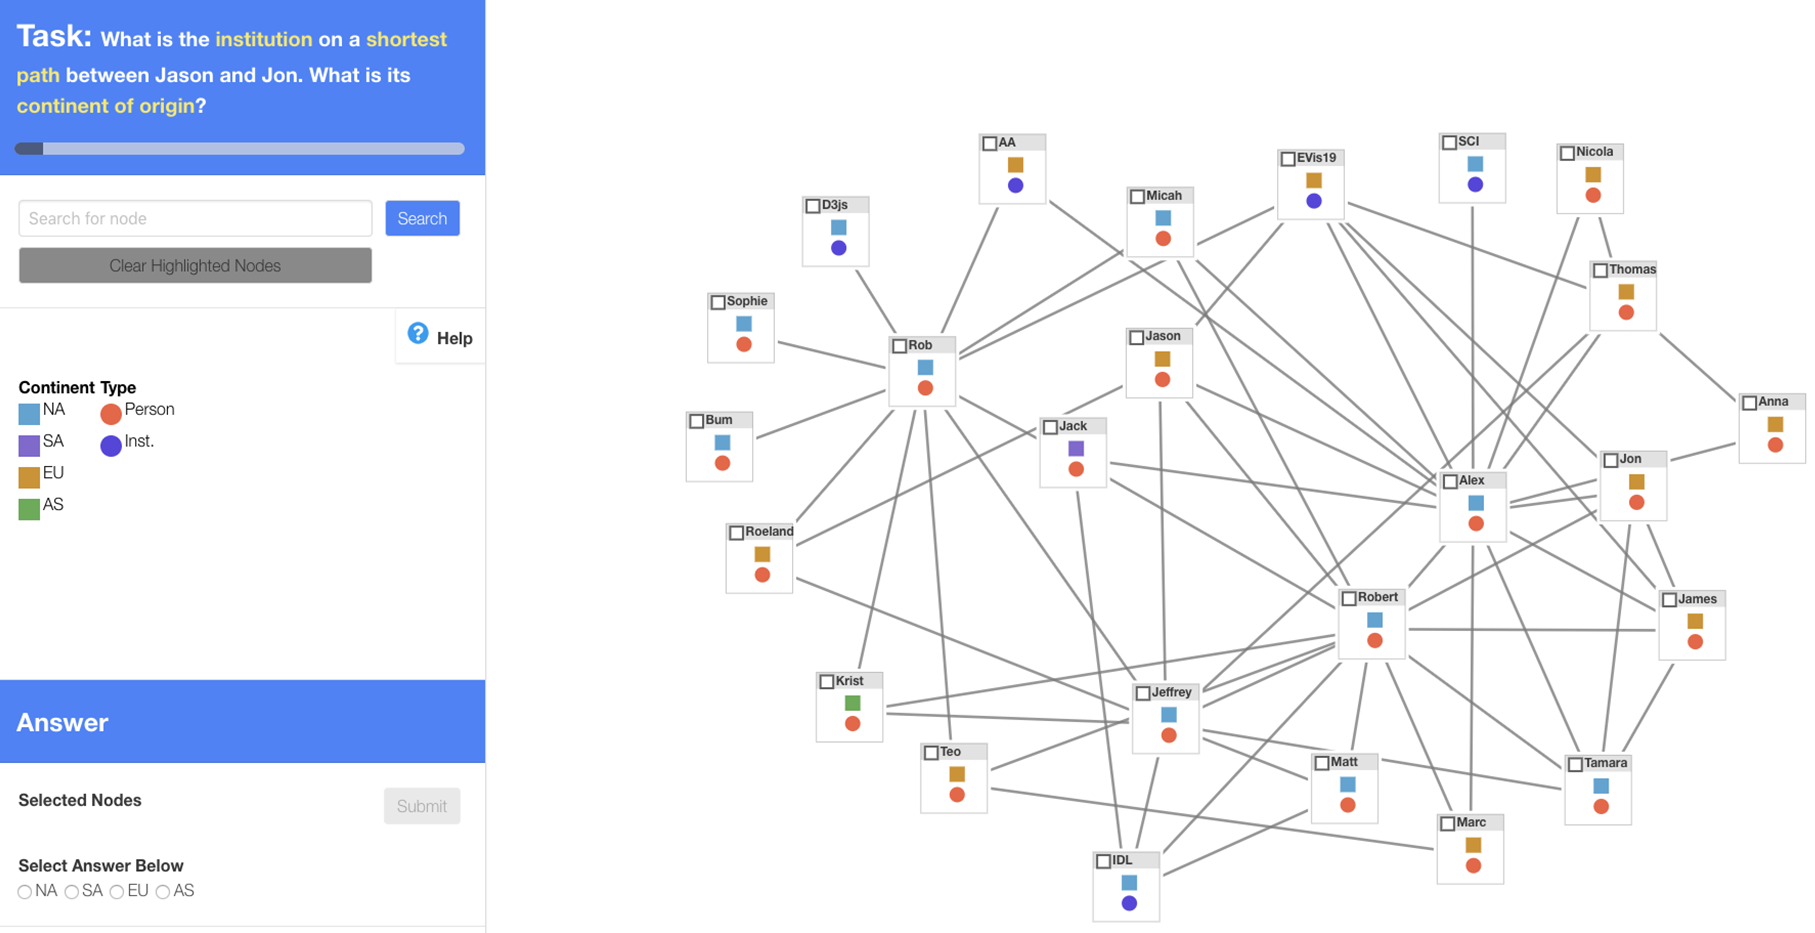 Task: What is the institution on a shortest
path between Jason and Jon. What is its
continent of origin?
Search for node
Search
Clear Highlighted Nodes
? Help
Continent Type
NA Person
SA Inst.
EU
AS
Answer
Selected Nodes
Submit
Select Answer Below
NA SA EU AS
AA
EVis19
SCI
Nicola
Micah
D3js
Thomas
Sophie
Jason
Rob
Anna
Bum
Jack
Jon
Alex
Roeland
Robert
James
Krist
Jeffrey
Teo
Matt
Tamara
Marc
IDL